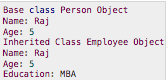 Base class Person Object
Name: Raj
Age: 5
Inherited Class Employee Object
Name: Raj
Age: 5
Education: MBA